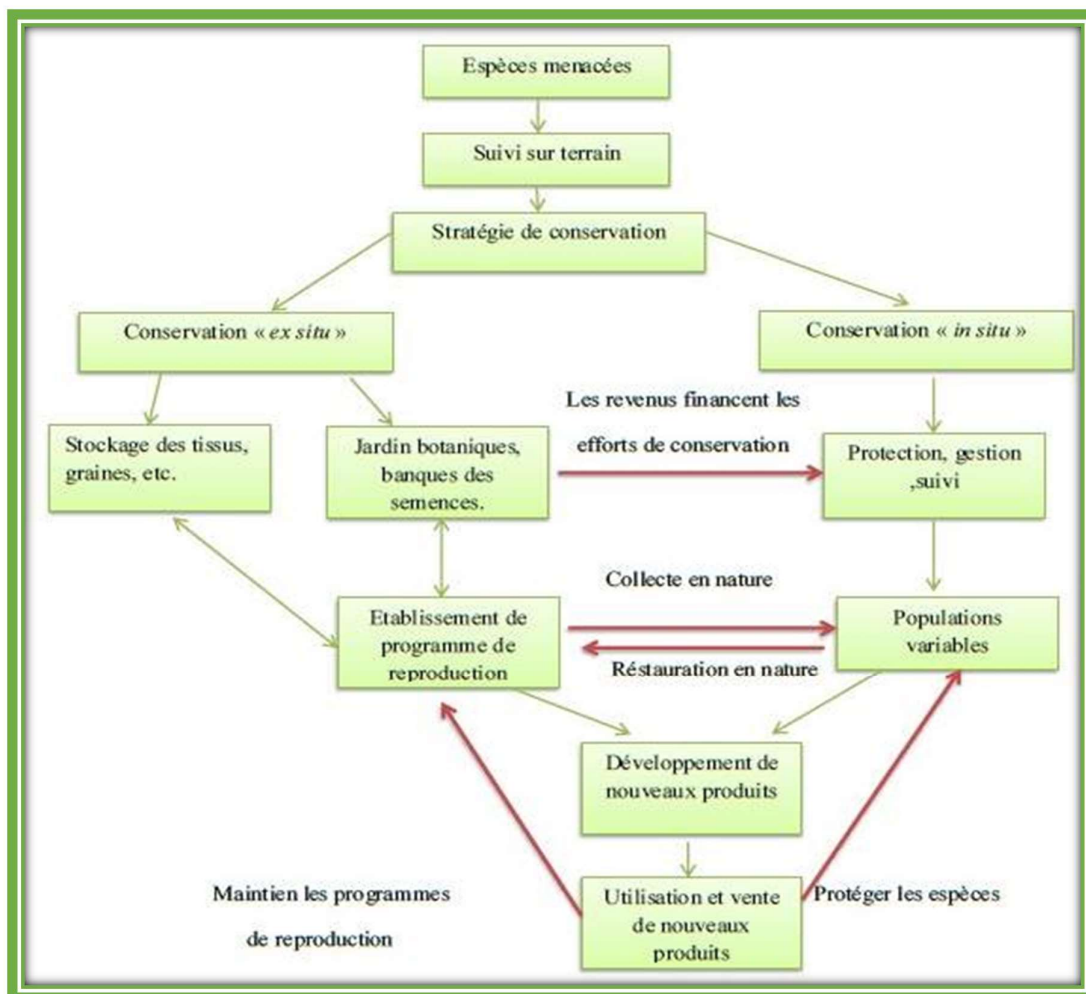 Espèces menacées
Suivi sur terrain
Stratégie de conservation
Conservation « ex situ »
Conservation « in situ »
Les revenus financent les
efforts de conservation
Stockage des tissus,
graines, etc.
Jardin botaniques,
banques des
semences.
Protection, gestion
,suivi
Collecte en nature
Etablissement de
programme de
reproduction
Populations
variables
Réstauration en nature
Développement de
nouveaux produits
Maintien les programmes
de reproduction
Utilisation et vente
de nouveaux
produits
Protéger les espèces